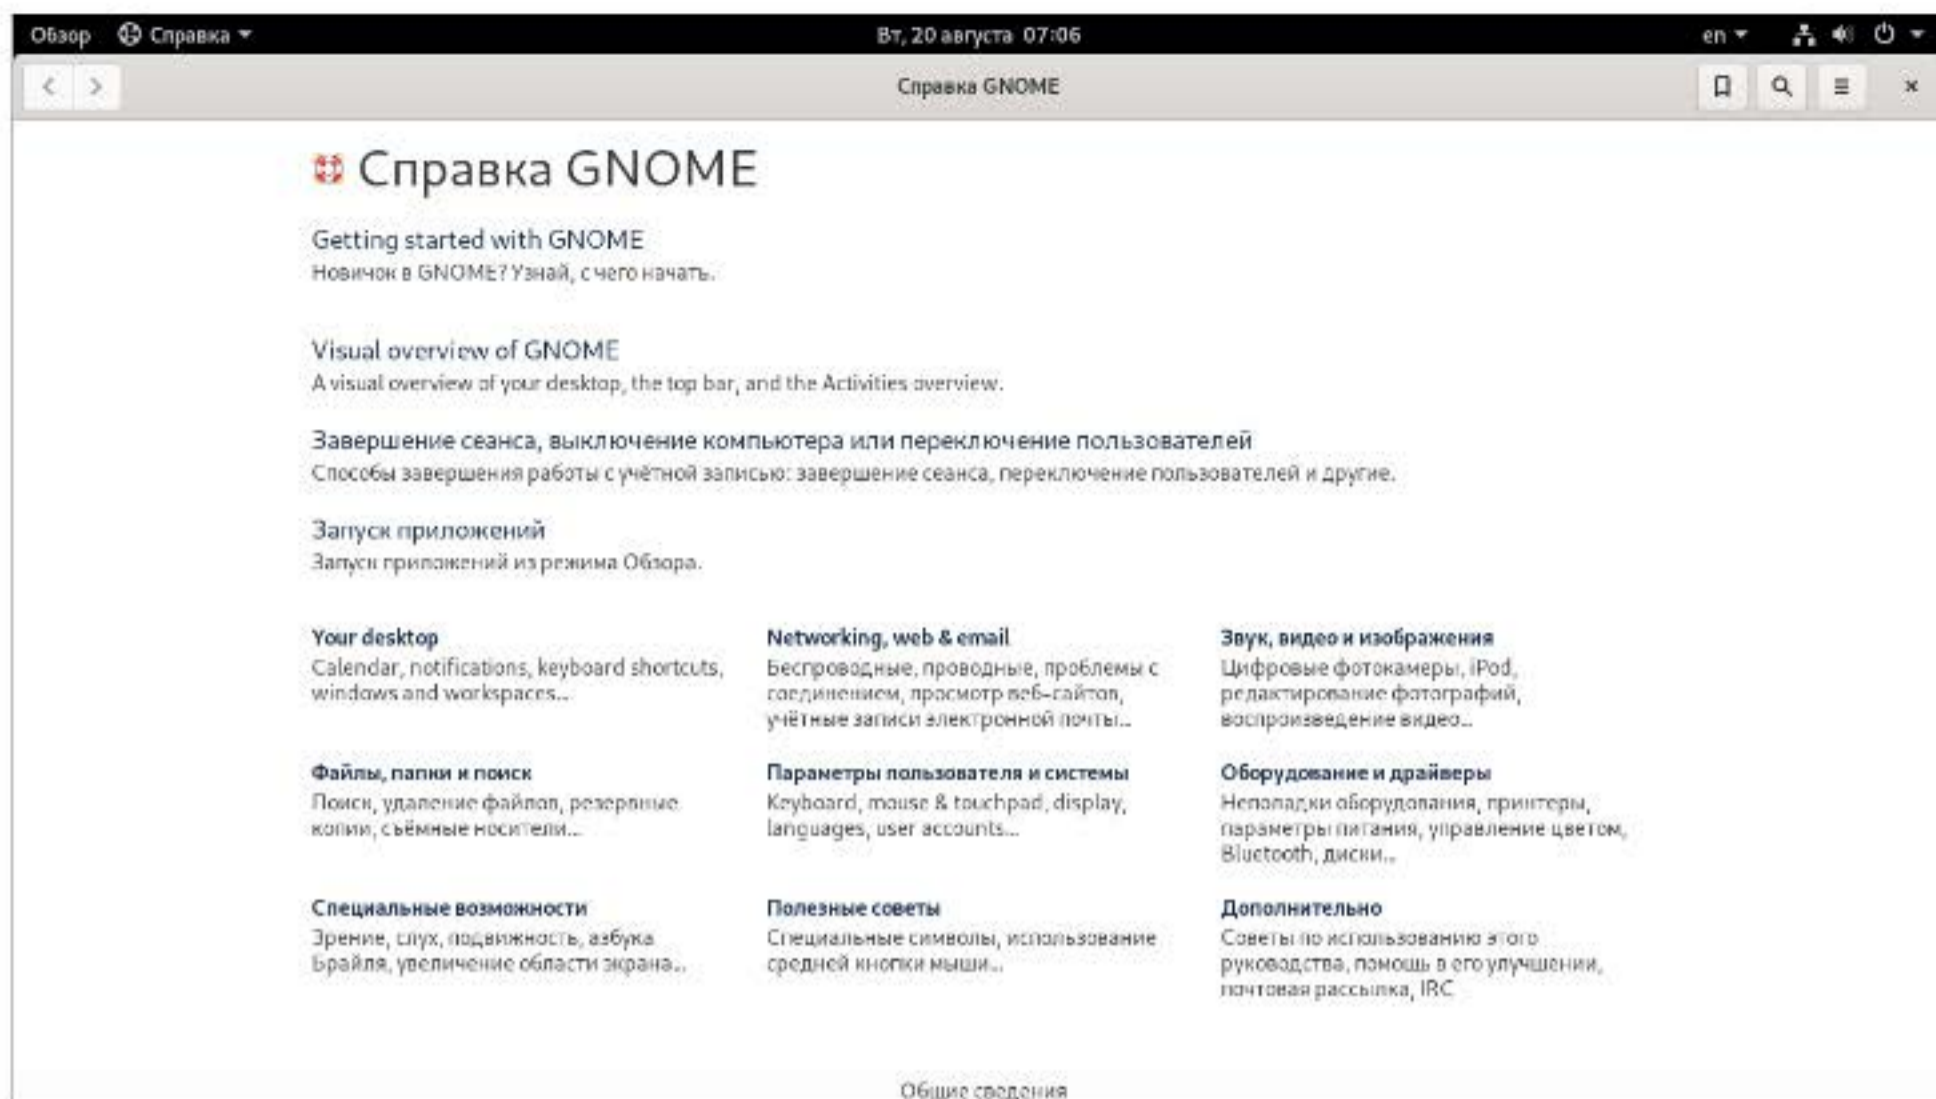 Обзор Справка Вт, 20 августа 07:06 en
Справка GNOME
Справка GNOME
Getting started with GNOME
Новичок в GNOME? Узнай, с чего начать.
Visual overview of GNOME
A visual overview of your desktop, the top bar, and the Activities overview.
Завершение сеанса, выключение компьютера или переключение пользователей
Способы завершения работы с учётной записью: завершение сеанса, переключение пользователей и другие.
Запуск приложений
Запуск приложений из режима Обзора.
Your desktop
Calendar, notifications, keyboard shortcuts,
windows and workspaces...
Networking, web & email
Беспроводные, проводные, проблемы с
соединением, просмотр веб-сайтов,
учётные записи электронной почты...
Звук, видео и изображения
Цифровые фотокамеры, iPod,
редактирование фотографий,
воспроизведение видео...
Файлы, папки и поиск
Поиск, удаление файлов, резервные
копии, съёмные носители...
Параметры пользователя и системы
Keyboard, mouse & touchpad, display,
languages, user accounts...
Оборудование и драйверы
Неполадки оборудования, принтеры,
параметры питания, управление цветом,
Bluetooth, диски...
Специальные возможности
Зрение, слух, подвижность, азбука
Брайля, увеличение области экрана...
Полезные советы
Специальные символы, использование
средней кнопки мыши...
Дополнительно
Советы по использованию этого
руководства, помощь в его улучшении,
почтовая рассылка, IRC
Общие сведения